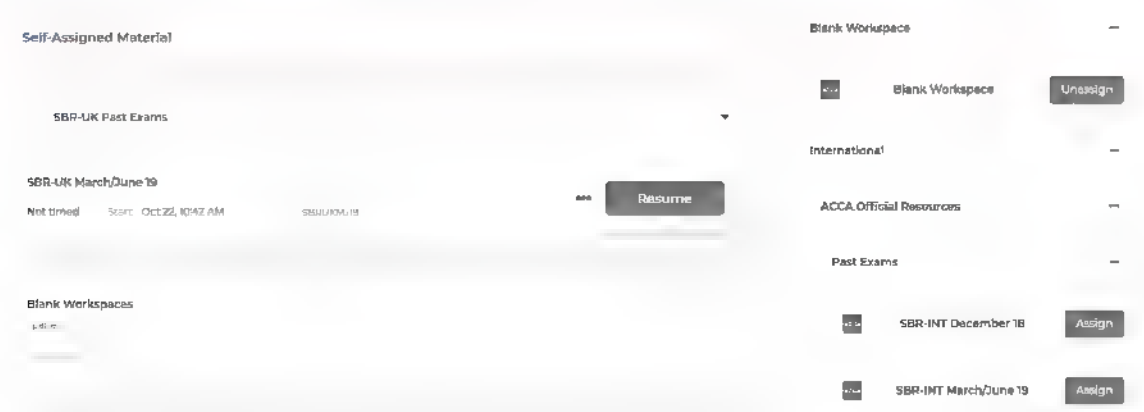 Self-Assigned Material
SBR-UK Past Exams
SBR-UK March/June 19
Not timed Start: Oct 22, 10:42 AM
Resume
Blank Workspaces
Blank Workspace
Blank Workspace Unassign
International
ACCA Official Resources
Past Exams
SBR-INT December 18 Assign
SBR-INT March/June 19 Assign